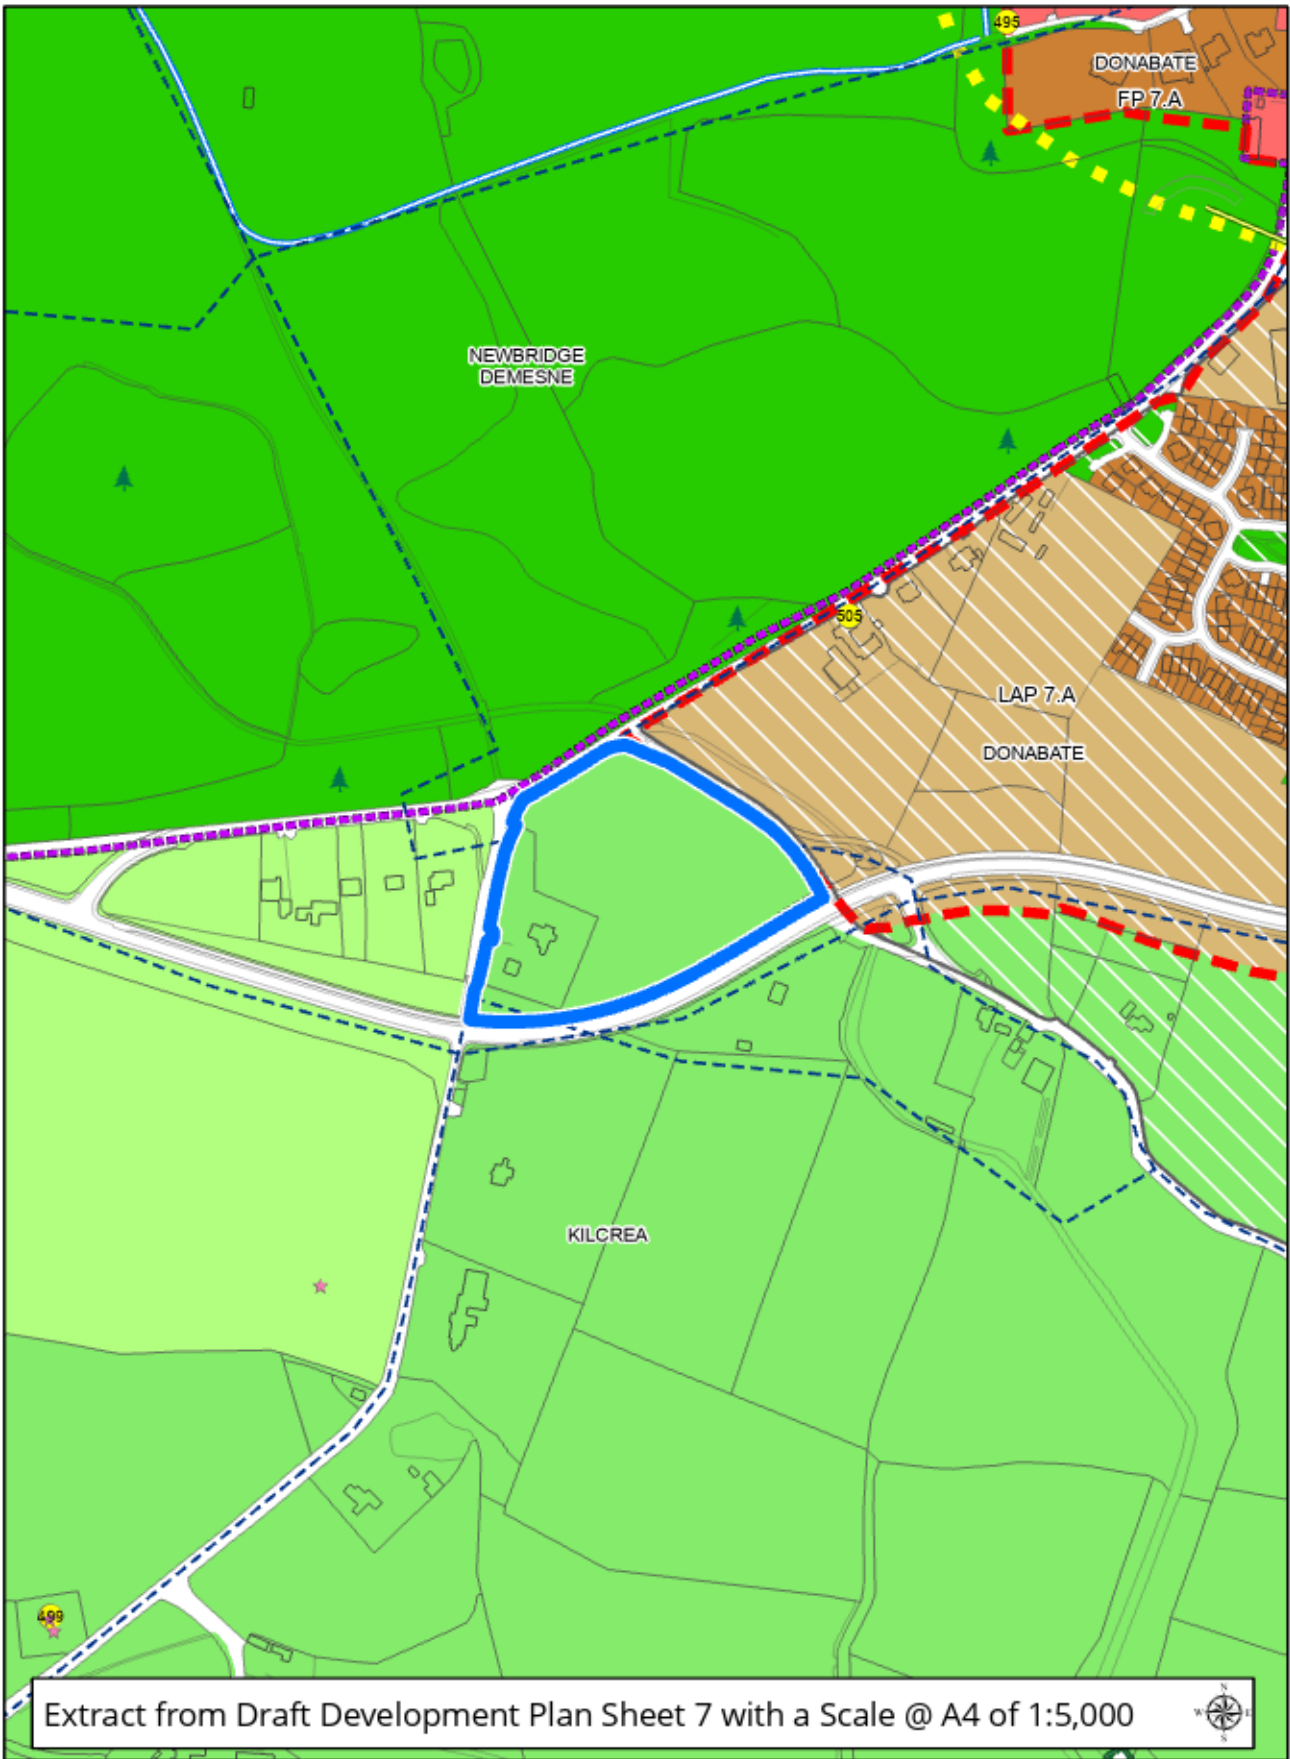 495
DONABATE
FP 7.A
NEWBRIDGE
DEMESNE
505
LAP 7.A
DONABATE
KILCREA
499
Extract from Draft Development Plan Sheet 7 with a Scale @ A4 of 1:5,000
N
W E
S